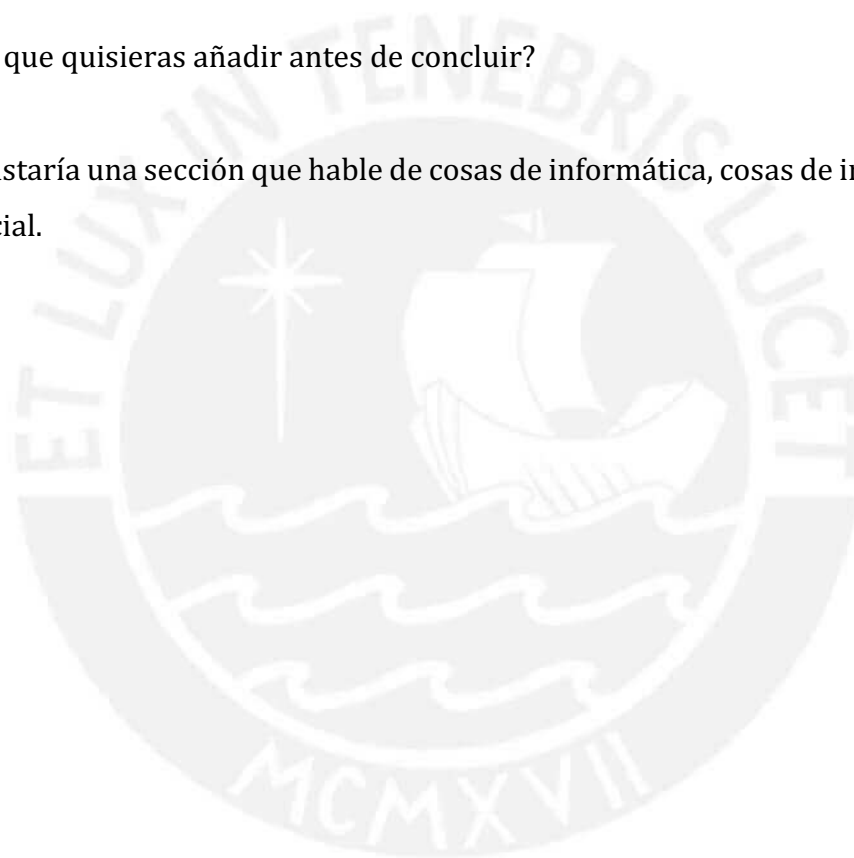 que quisieras añadir antes de concluir?
staría una sección que hable de cosas de informática, cosas de in
cial.
ET LUX IN TENEBRIS LUCET
MCMXVII